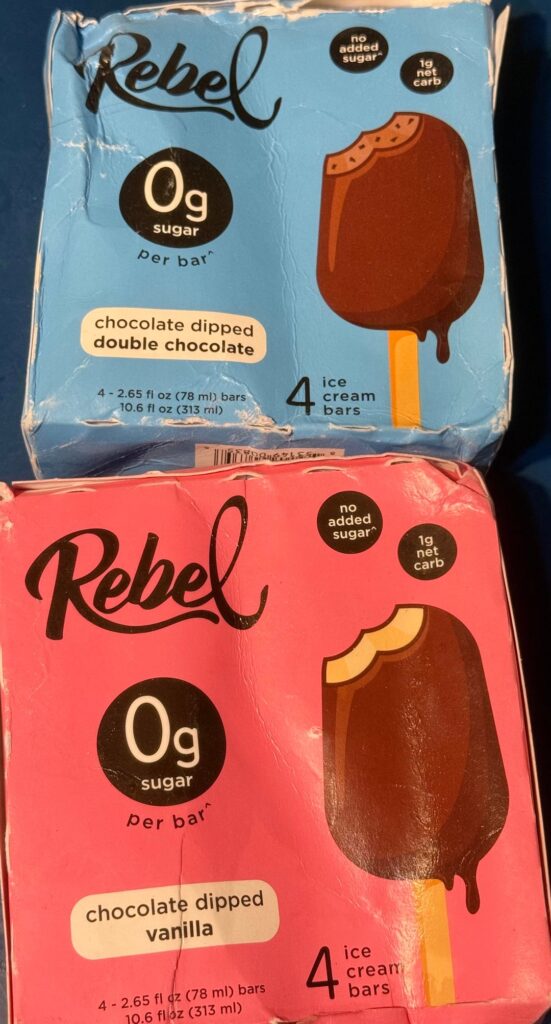 Rebel
no
added
sugar^
1g
net
carb
0g
sugar
per bar^
chocolate dipped
double chocolate
4 - 2.65 fl oz (78 ml) bars
10.6 fl oz (313 ml)
4 ice
cream
bars
Rebel
no
added
sugar^
1g
net
carb
0g
sugar
per bar^
chocolate dipped
vanilla
4 - 2.65 fl oz (78 ml) bars
10.6 fl oz (313 ml)
4 ice
cream
bars